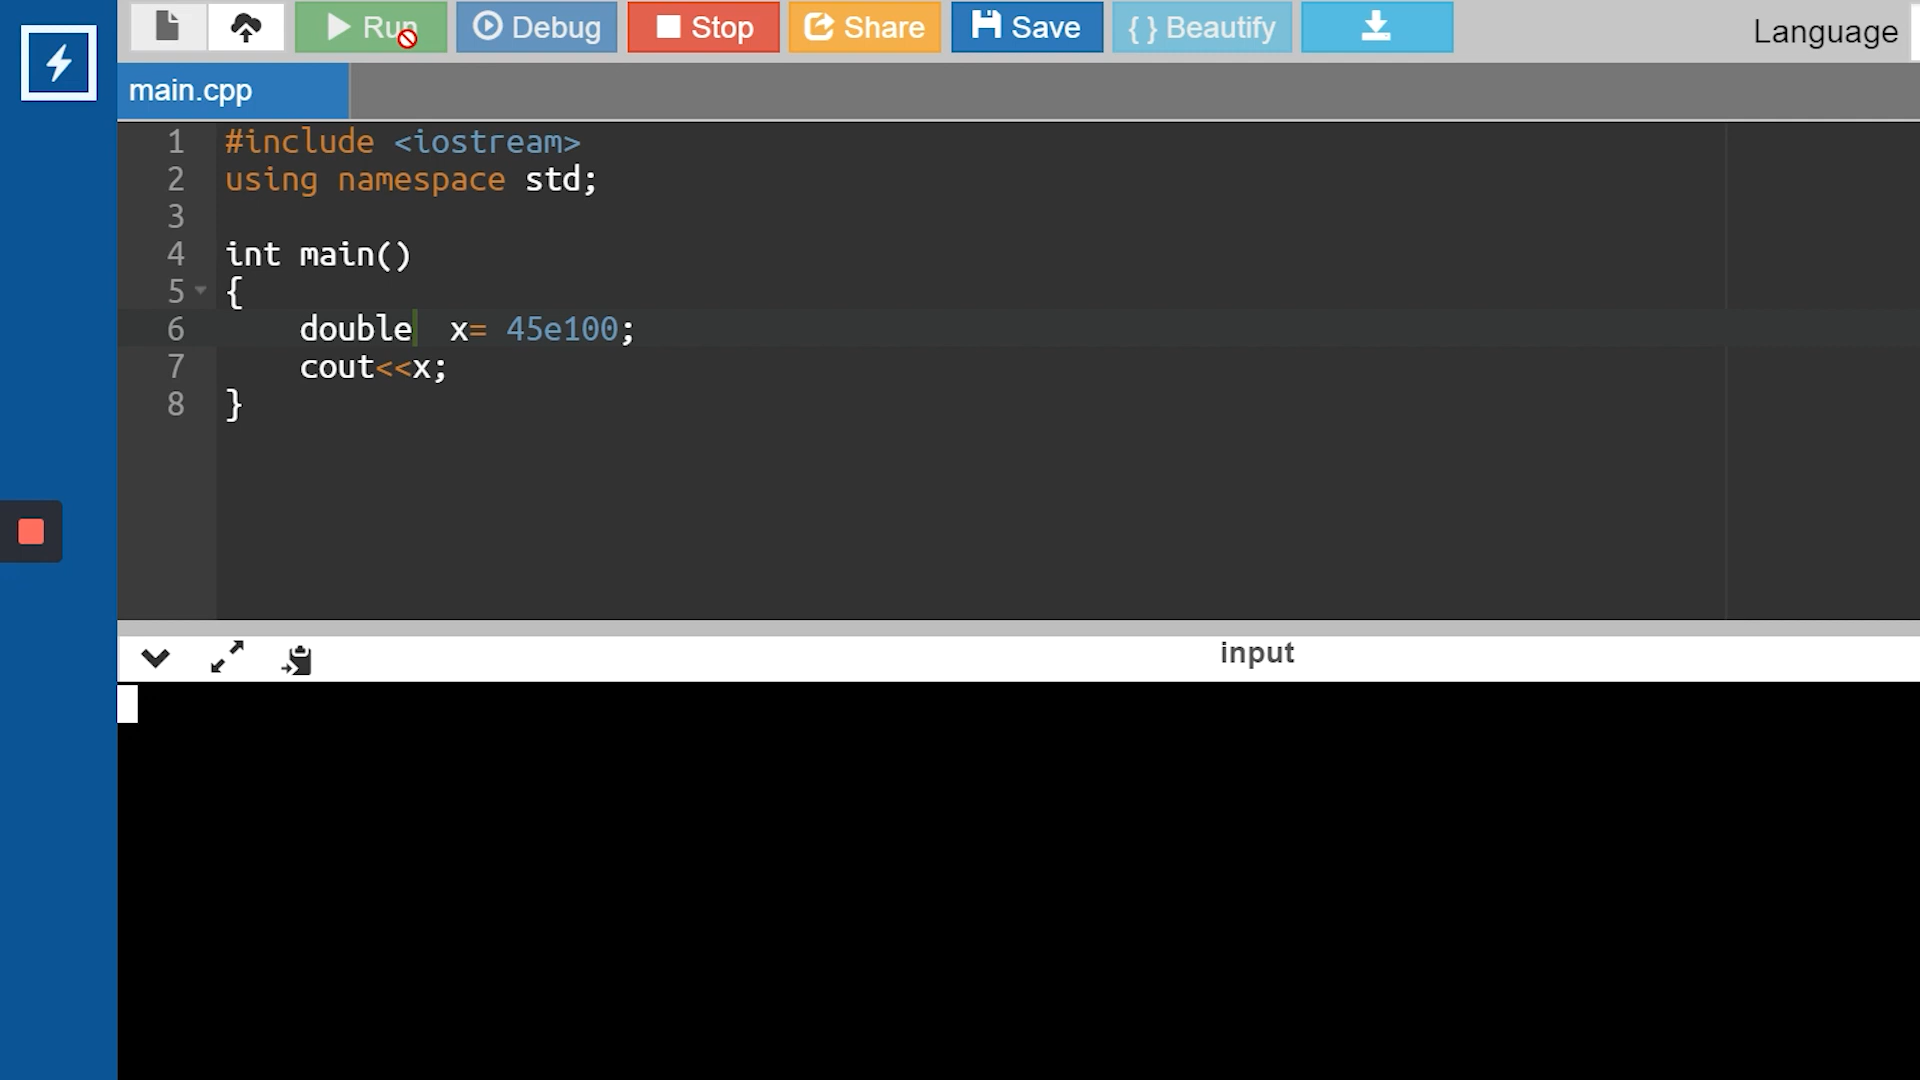 Run Debug Stop Share Save { } Beautify Language
main.cpp
1 #include <iostream>
2 using namespace std;
3
4 int main()
5 {
6     double  x= 45e100;
7     cout<<x;
8 }
input